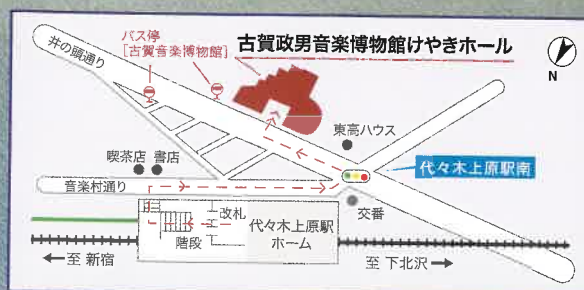 古賀政男音楽博物館けやきホール
バス停
[古賀音楽博物館]
井の頭通り
N
東高ハウス
喫茶店 書店
代々木上原駅南
音楽村通り
交番
改札
階段
代々木上原駅
ホーム
←至 新宿
至 下北沢→